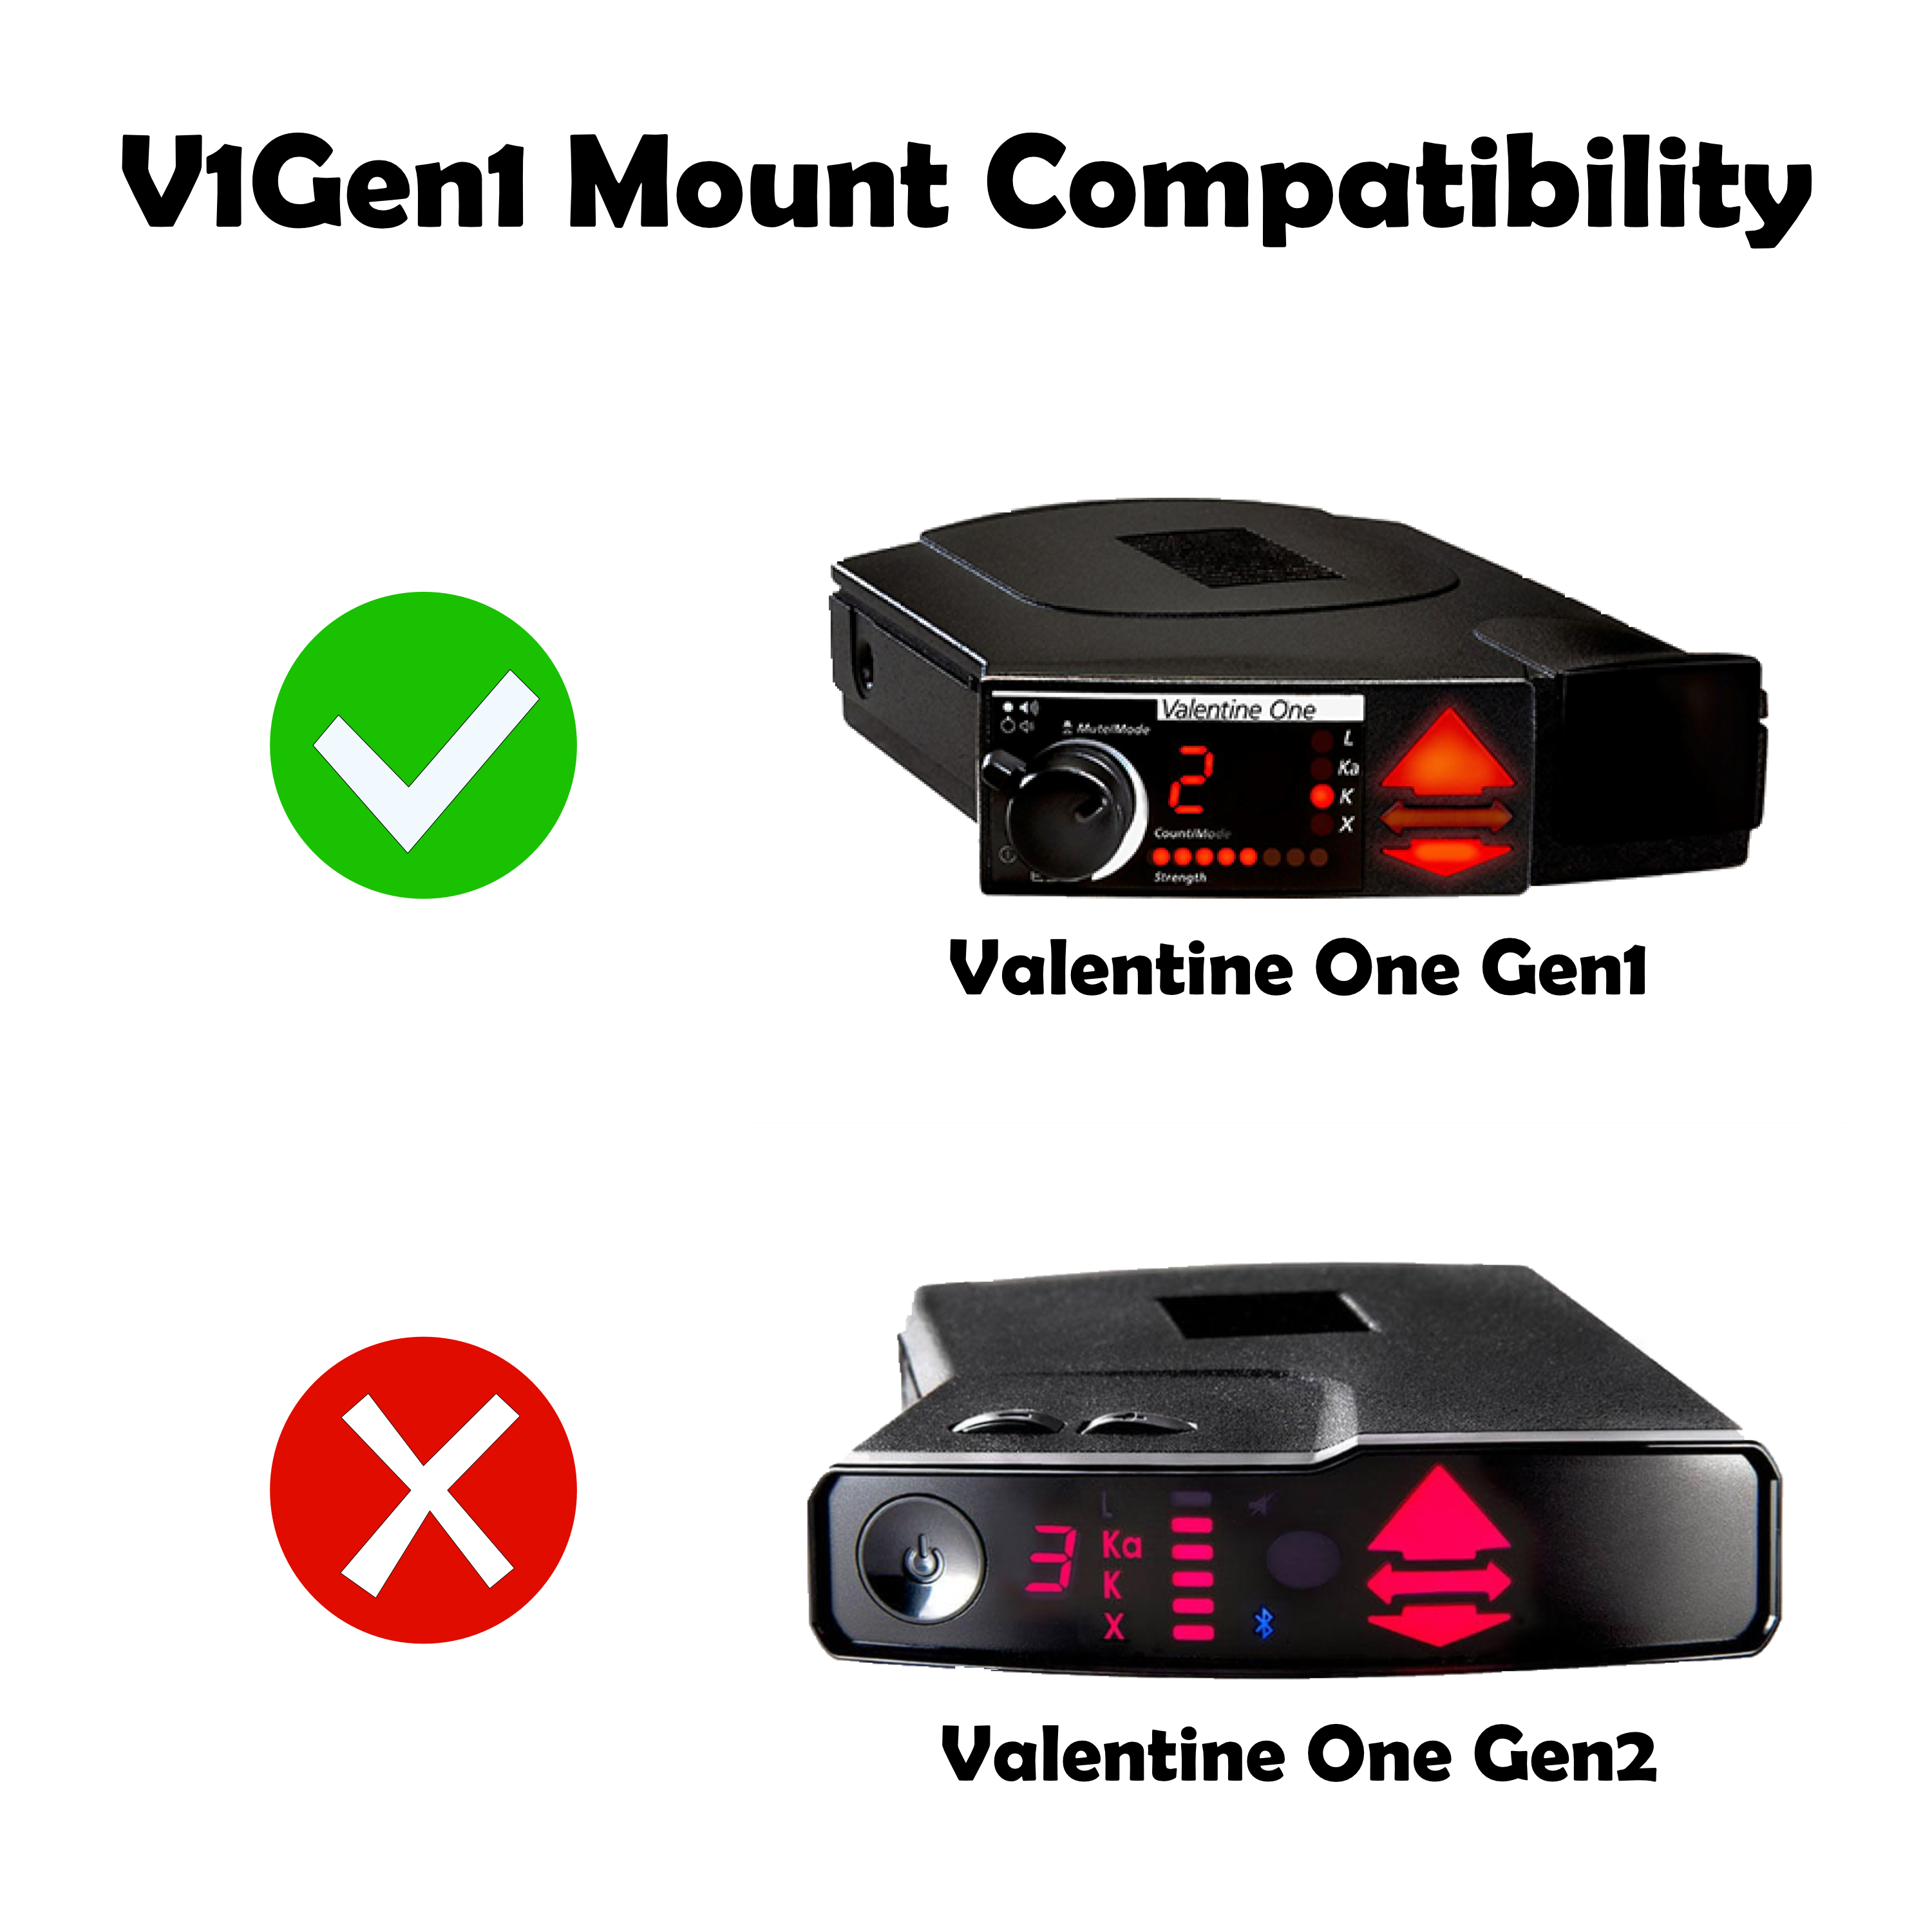 V1Gen1 Mount Compatibility
Valentine One
Mute/Mode
L
Ka
2
K
X
Count/Mode
Strength
Valentine One Gen1
L
3
Ka
K
X
Valentine One Gen2